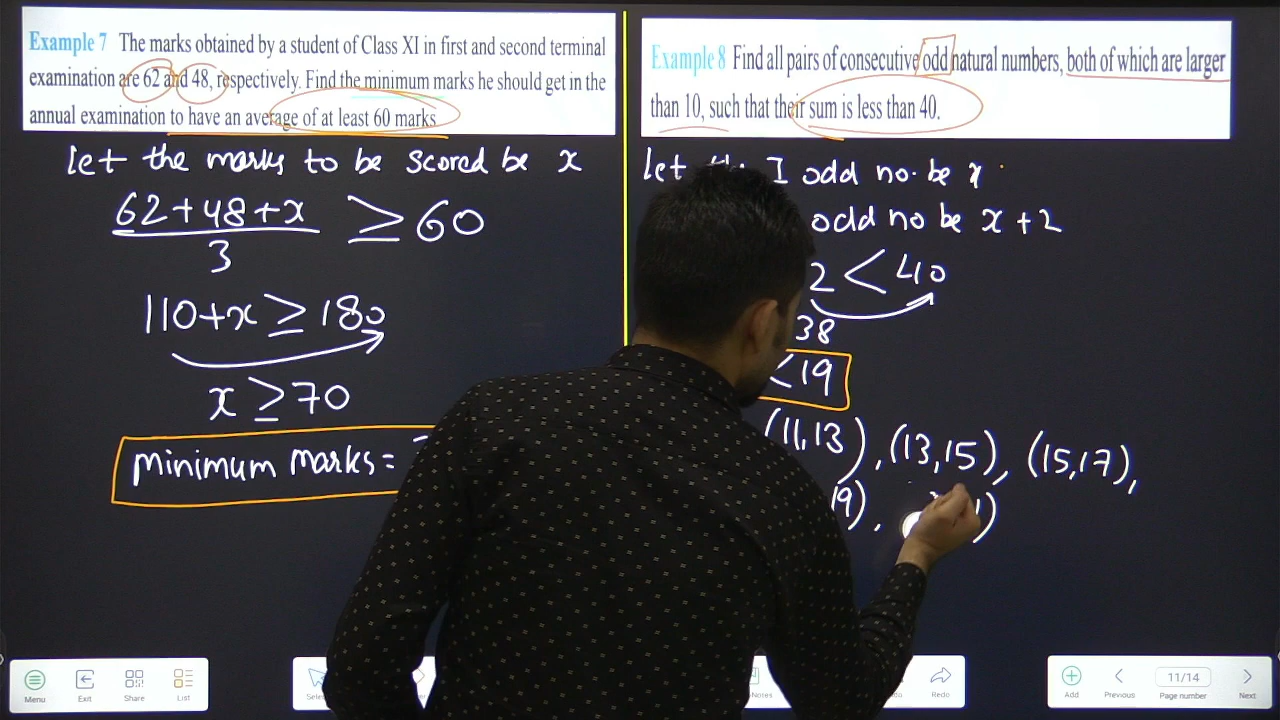 Example 7 The marks obtained by a student of Class XI in first and second terminal
examination are 62 and 48, respectively. Find the minimum marks he should get in the
annual examination to have an average of at least 60 marks.
let the marks to be scored be x
62+48+x
3
≥ 60
110+x ≥ 180
x ≥ 70
Minimum Marks =
Example 8 Find all pairs of consecutive odd natural numbers, both of which are larger
than 10, such that their sum is less than 40.
let I odd no. be x
odd no be x + 2
2 < 40
38
< 19
(11,13), (13,15), (15,17),
19),
Menu
Exit
Share
List
Redo
Add
Previous
11/14
Page number
Next